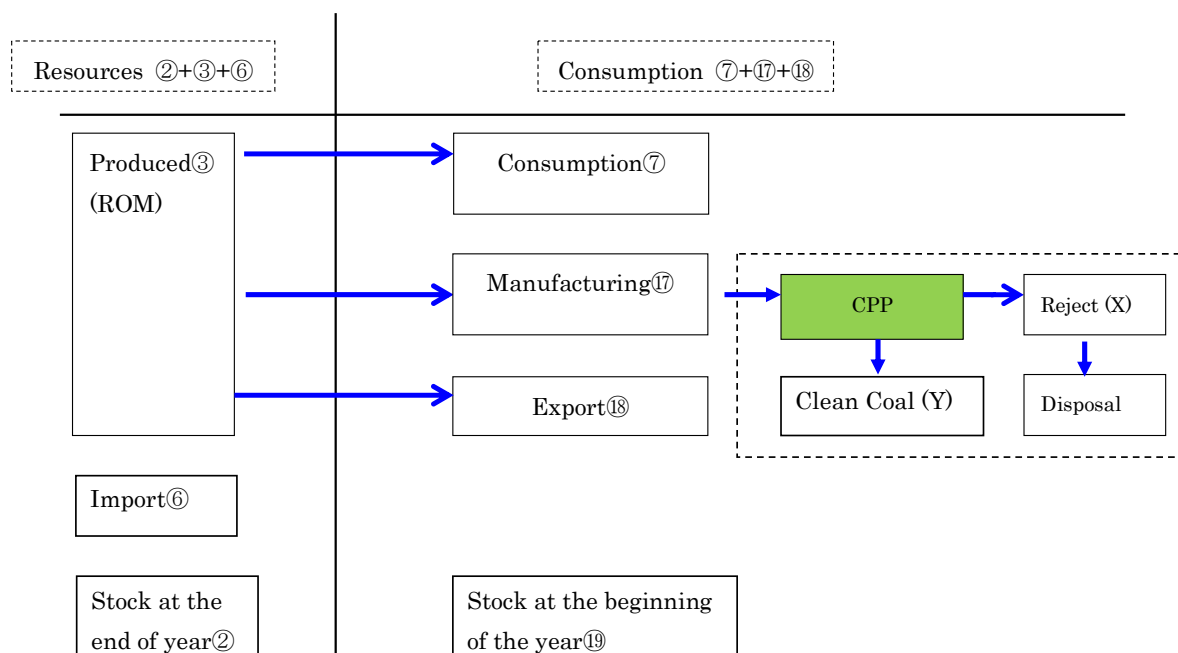 Resources ②+③+⑥
Consumption ⑦+⑰+⑱
Produced③
(ROM)
Consumption⑦
Manufacturing⑰
CPP
Reject (X)
Export⑱
Clean Coal (Y)
Disposal
Import⑥
Stock at the
end of year②
Stock at the beginning
of the year⑲